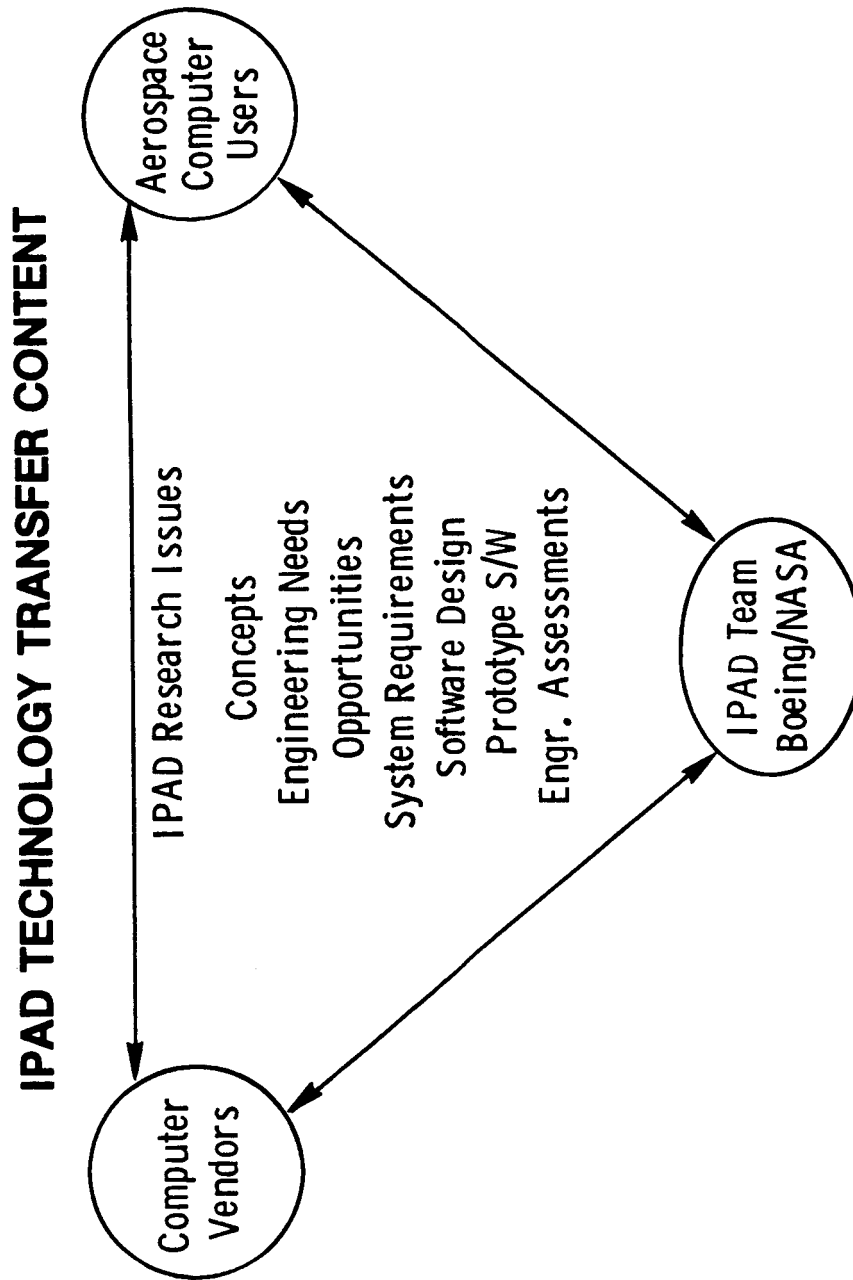 IPAD TECHNOLOGY TRANSFER CONTENT
Computer
Vendors
Aerospace
Computer
Users
IPAD Research Issues
Concepts
Engineering Needs
Opportunities
System Requirements
Software Design
Prototype S/W
Engr. Assessments
IPAD Team
Boeing/NASA